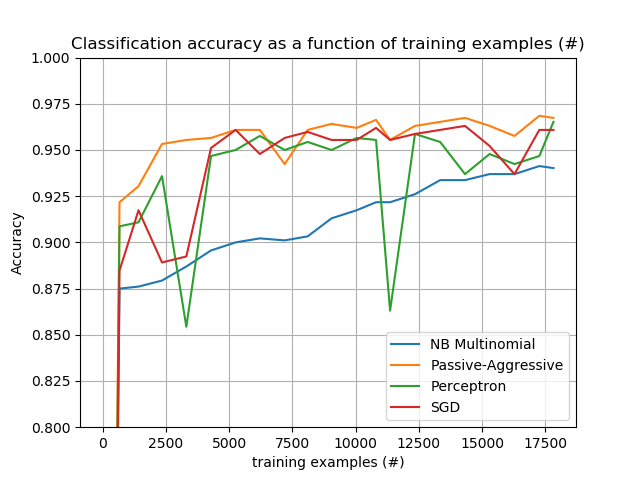 Classification accuracy as a function of training examples (#)
1.000
0.975
0.950
0.925
0.900
0.875
0.850
0.825
0.800
Accuracy
NB Multinomial
Passive-Aggressive
Perceptron
SGD
0 2500 5000 7500 10000 12500 15000 17500
training examples (#)